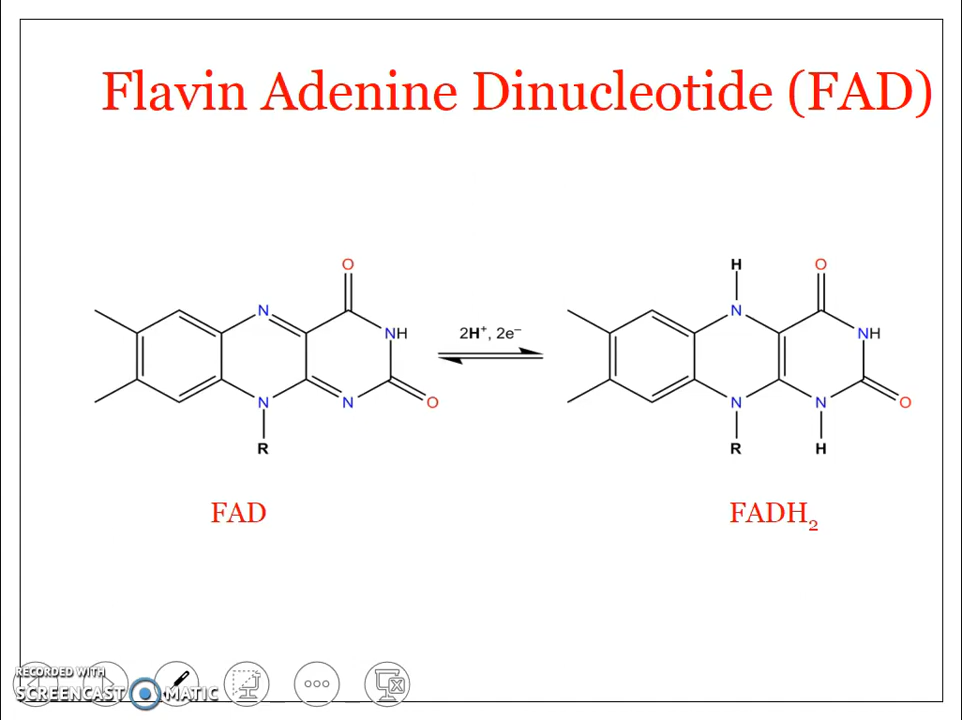 Flavin Adenine Dinucleotide (FAD)
O
N
NH
N
N
O
R
2H⁺, 2e⁻
H
O
N
NH
N
N
O
R
H
FAD
FADH₂
RECORDED WITH
SCREENCAST MATIC